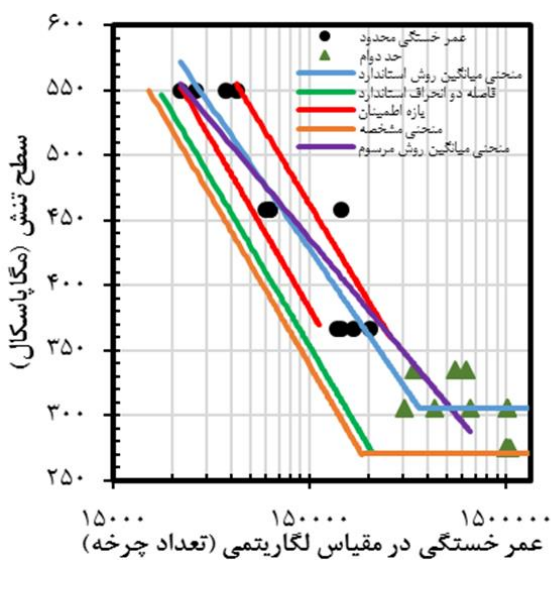 ۶۰۰
۵۵۰
۵۰۰
۴۵۰
۴۰۰
۳۵۰
۳۰۰
۲۵۰
سطح تنش (مگاپاسکال)
عمر خستگی محدود
حد دوام
منحنی میانگین روش استاندارد
فاصله دو انحراف استاندارد
بازه اطمینان
منحنی مشخصه
منحنی میانگین روش مرسوم
۱۵۰۰۰ ۱۵۰۰۰۰ ۱۵۰۰۰۰۰
عمر خستگی در مقیاس لگاریتمی (تعداد چرخه)